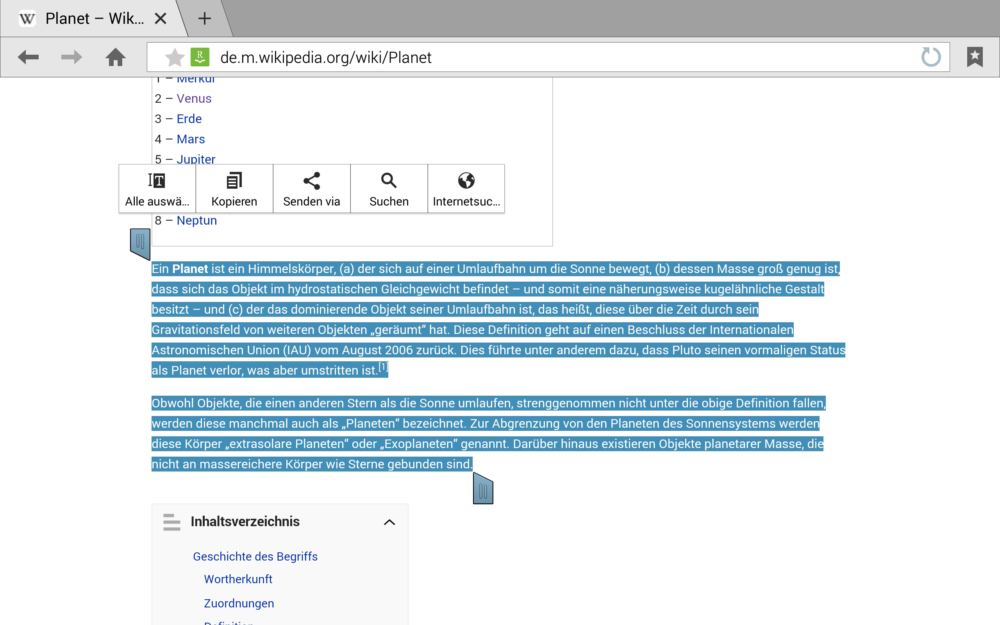 Planet – Wik...
de.m.wikipedia.org/wiki/Planet
1 – Merkur
2 – Venus
3 – Erde
4 – Mars
5 – Jupiter
Alle auswä...
Kopieren
Senden via
Suchen
Internetsuc...
8 – Neptun
Ein Planet ist ein Himmelskörper, (a) der sich auf einer Umlaufbahn um die Sonne bewegt, (b) dessen Masse groß genug ist,
dass sich das Objekt im hydrostatischen Gleichgewicht befindet – und somit eine näherungsweise kugelähnliche Gestalt
besitzt – und (c) der das dominierende Objekt seiner Umlaufbahn ist, das heißt, diese über die Zeit durch sein
Gravitationsfeld von weiteren Objekten „geräumt“ hat. Diese Definition geht auf einen Beschluss der Internationalen
Astronomischen Union (IAU) vom August 2006 zurück. Dies führte unter anderem dazu, dass Pluto seinen vormaligen Status
als Planet verlor, was aber umstritten ist.[1]
Obwohl Objekte, die einen anderen Stern als die Sonne umlaufen, strenggenommen nicht unter die obige Definition fallen,
werden diese manchmal auch als „Planeten“ bezeichnet. Zur Abgrenzung von den Planeten des Sonnensystems werden
diese Körper „extrasolare Planeten“ oder „Exoplaneten“ genannt. Darüber hinaus existieren Objekte planetarer Masse, die
nicht an massereichere Körper wie Sterne gebunden sind.
Inhaltsverzeichnis
Geschichte des Begriffs
Wortherkunft
Zuordnungen
Definition